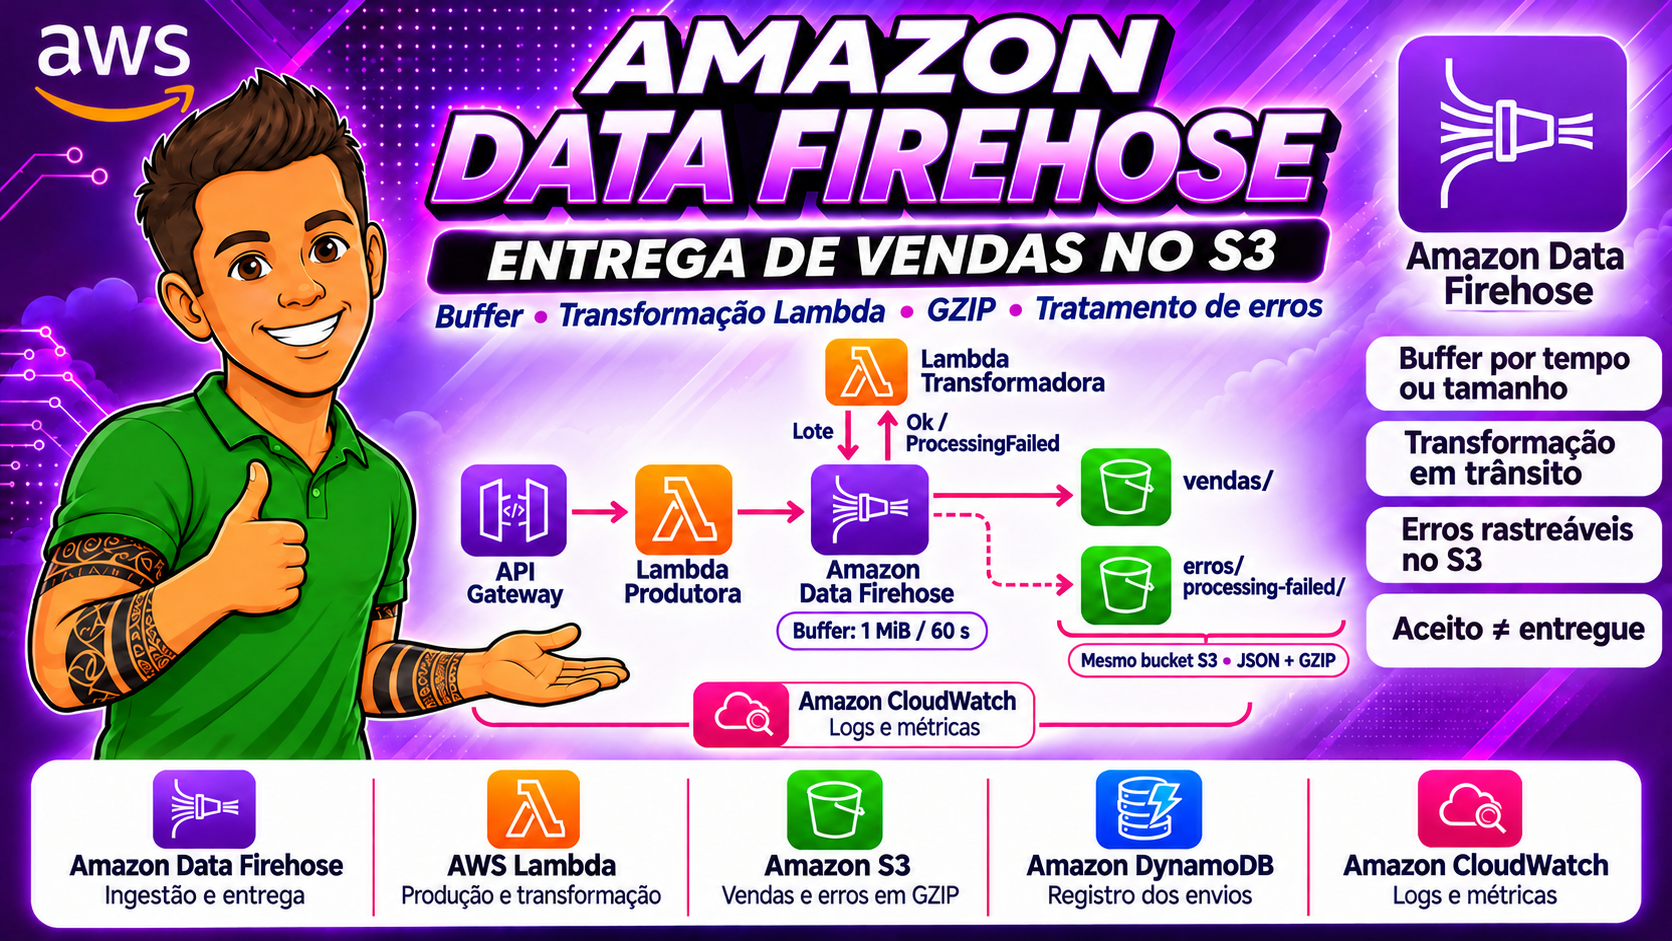 aws
AMAZON
DATA FIREHOSE
ENTREGA DE VENDAS NO S3
Buffer • Transformação Lambda • GZIP • Tratamento de erros
Amazon Data
Firehose
Buffer por tempo
ou tamanho
Transformação
em trânsito
Erros rastreáveis
no S3
Aceito ≠ entregue
Lambda
Transformadora
Lote
Ok /
ProcessingFailed
</>
API
Gateway
Lambda
Produtora
Amazon
Data Firehose
Buffer: 1 MiB / 60 s
vendas/
erros/
processing-failed/
Mesmo bucket S3 • JSON + GZIP
Amazon CloudWatch
Logs e métricas
Amazon Data Firehose
Ingestão e entrega
AWS Lambda
Produção e transformação
Amazon S3
Vendas e erros em GZIP
Amazon DynamoDB
Registro dos envios
Amazon CloudWatch
Logs e métricas